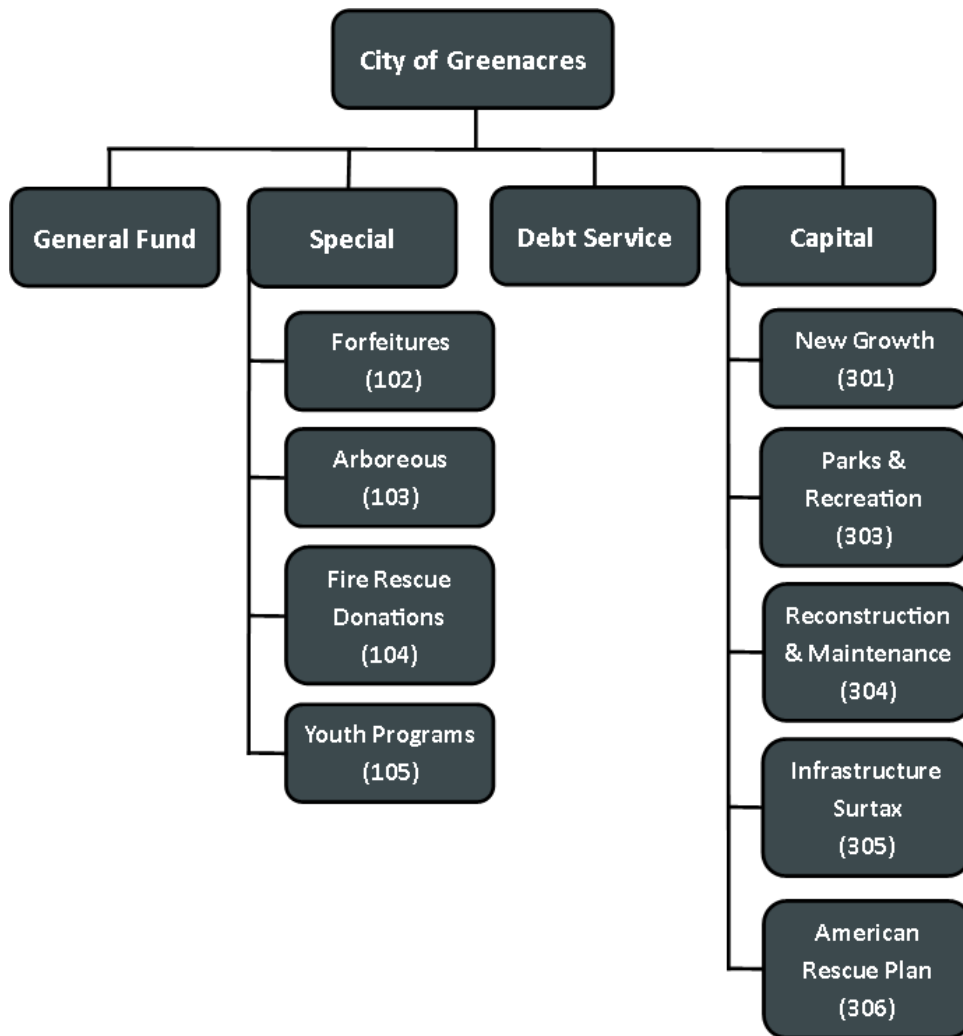 City of Greenacres
General Fund
Special
Debt Service
Capital
Forfeitures
(102)
Arboreous
(103)
Fire Rescue
Donations
(104)
Youth Programs
(105)
New Growth
(301)
Parks &
Recreation
(303)
Reconstruction
& Maintenance
(304)
Infrastructure
Surtax
(305)
American
Rescue Plan
(306)